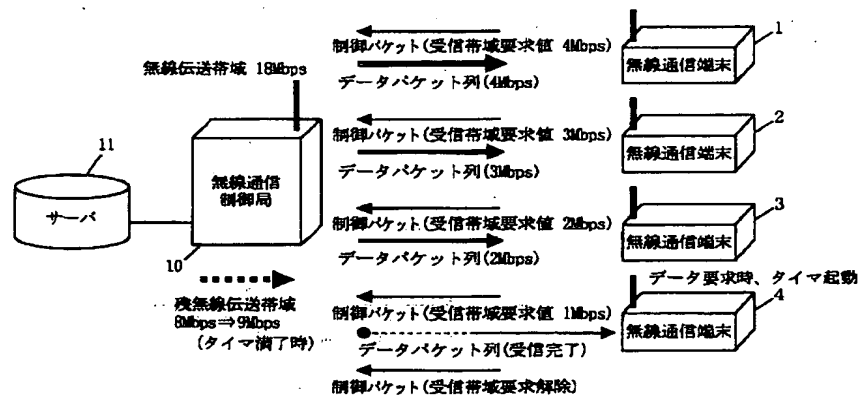 制御パケット(受信帯域要求値 4Mbps)
1
無線伝送帯域 18Mbps
データパケット列(4Mbps)
無線通信端末
制御パケット(受信帯域要求値 3Mbps)
2
11
無線通信
制御局
データパケット列(3Mbps)
無線通信端末
サーバ
制御パケット(受信帯域要求値 2Mbps)
3
10
データパケット列(2Mbps)
無線通信端末
データ要求時、タイマ起動
4
残無線伝送帯域
8Mbps⇒9Mbps
(タイマ満了時)
制御パケット(受信帯域要求値 1Mbps)
無線通信端末
データパケット列(受信完了)
制御パケット(受信帯域要求解除)